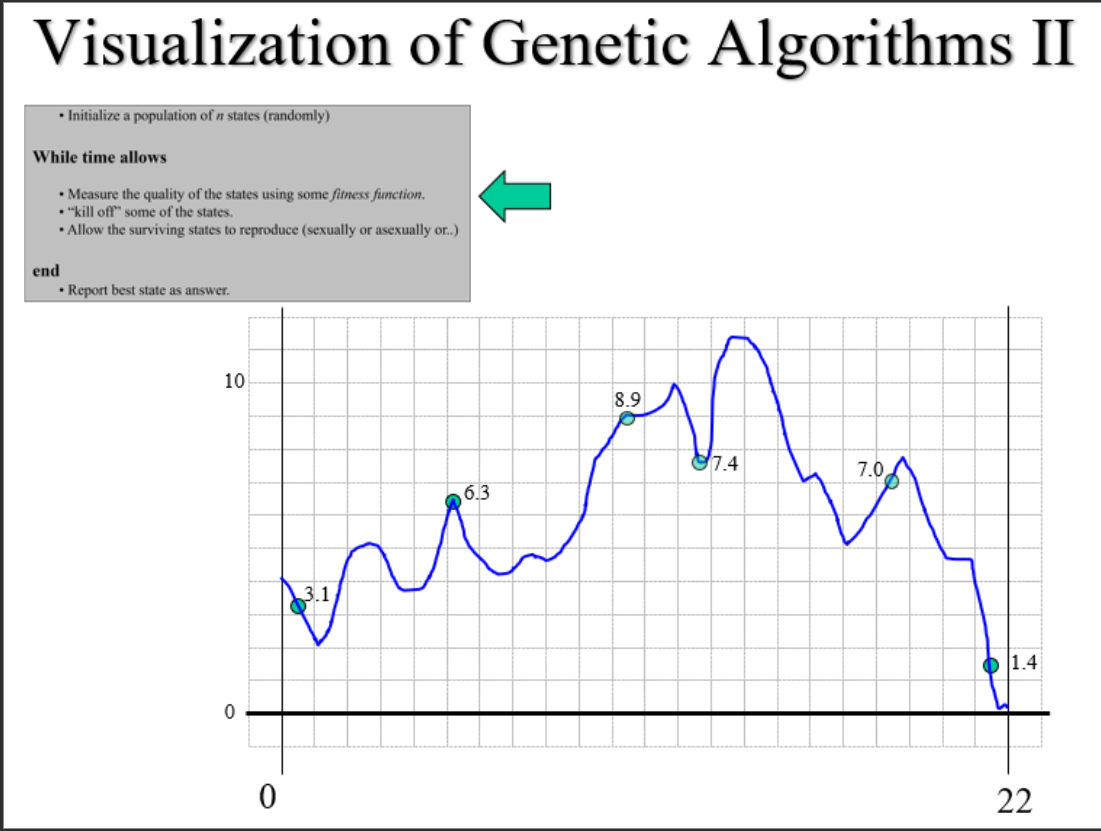 Visualization of Genetic Algorithms II
• Initialize a population of n states (randomly)
While time allows
• Measure the quality of the states using some fitness function.
• “kill off” some of the states.
• Allow the surviving states to reproduce (sexually or asexually or..)
end
• Report best state as answer.
10
8.9
7.4
7.0
6.3
3.1
1.4
0
0
22